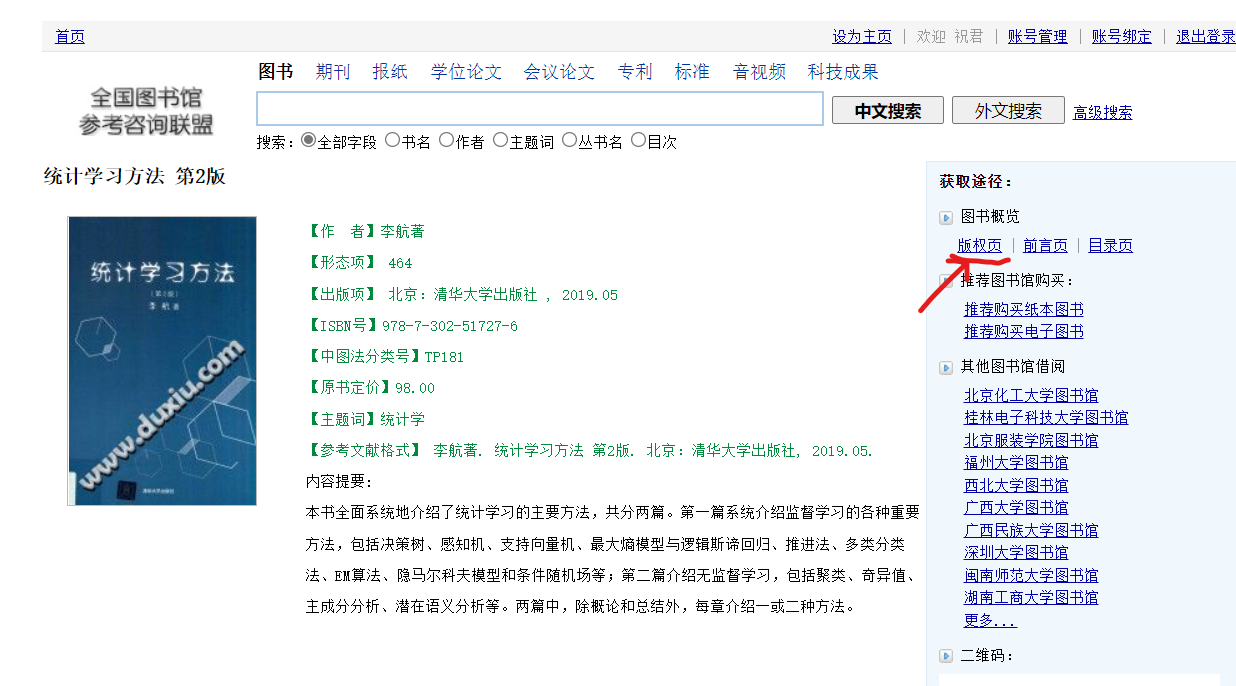 首页
设为主页 | 欢迎 祝君 | 账号管理 | 账号绑定 | 退出登录
图书 期刊 报纸 学位论文 会议论文 专利 标准 音视频 科技成果
全国图书馆
参考咨询联盟
中文搜索 外文搜索 高级搜索
搜索: 全部字段 书名 作者 主题词 丛书名 目次
统计学习方法 第2版
统计学习方法
(第2版)
李航 著
www.duxiu.com
清华大学出版社
【作 者】李航著
【形态项】 464
【出版项】 北京:清华大学出版社 , 2019.05
【ISBN号】978-7-302-51727-6
【中图法分类号】TP181
【原书定价】98.00
【主题词】统计学
【参考文献格式】 李航著. 统计学习方法 第2版. 北京:清华大学出版社, 2019.05.
内容提要:
本书全面系统地介绍了统计学习的主要方法，共分两篇。第一篇系统介绍监督学习的各种重要
方法，包括决策树、感知机、支持向量机、最大熵模型与逻辑斯谛回归、推进法、多类分类
法、EM算法、隐马尔科夫模型和条件随机场等；第二篇介绍无监督学习，包括聚类、奇异值、
主成分分析、潜在语义分析等。两篇中，除概论和总结外，每章介绍一或二种方法。
获取途径：
图书概览
版权页 | 前言页 | 目录页
推荐图书馆购买：
推荐购买纸本图书
推荐购买电子图书
其他图书馆借阅
北京化工大学图书馆
桂林电子科技大学图书馆
北京服装学院图书馆
福州大学图书馆
西北大学图书馆
广西大学图书馆
广西民族大学图书馆
深圳大学图书馆
闽南师范大学图书馆
湖南工商大学图书馆
更多...
二维码：